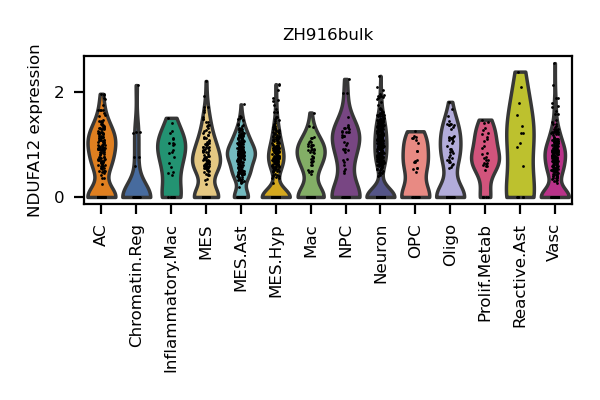 ZH916bulk
NDUFA12 expression
2
0
AC
Chromatin.Reg
Inflammatory.Mac
MES
MES.Ast
MES.Hyp
Mac
NPC
Neuron
OPC
Oligo
Prolif.Metab
Reactive.Ast
Vasc